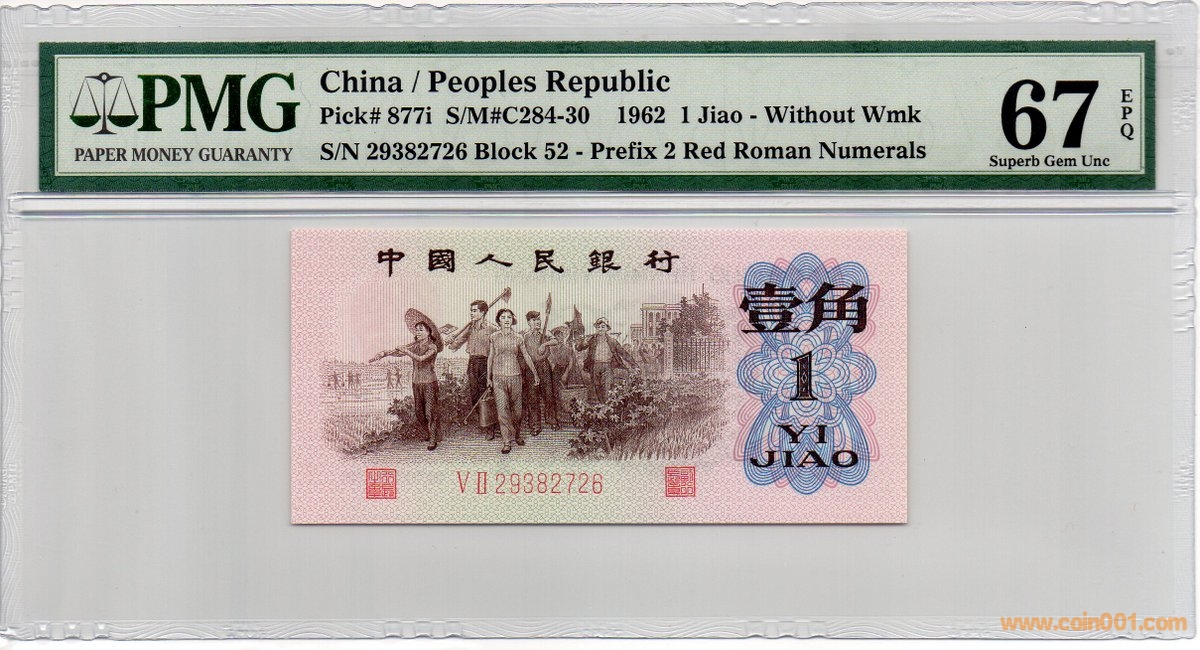 PMG
PAPER MONEY GUARANTY
China / Peoples Republic
Pick# 877i S/M#C284-30 1962 1 Jiao - Without Wmk
S/N 29382726 Block 52 - Prefix 2 Red Roman Numerals
67
EPQ
Superb Gem Unc
中國人民銀行
壹角
1
YI
JIAO
V II 29382726
www.coin001.com